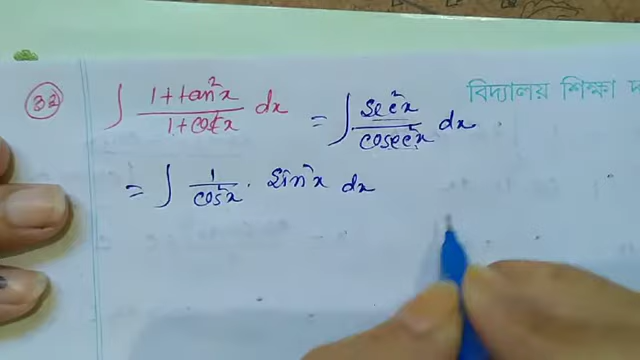 বিদ্যালয় শিক্ষা
32 ∫ 1+tan²x / 1+cot²x dx = ∫ sec²x / cosec²x dx
= ∫ 1/cos²x · sin²x dx